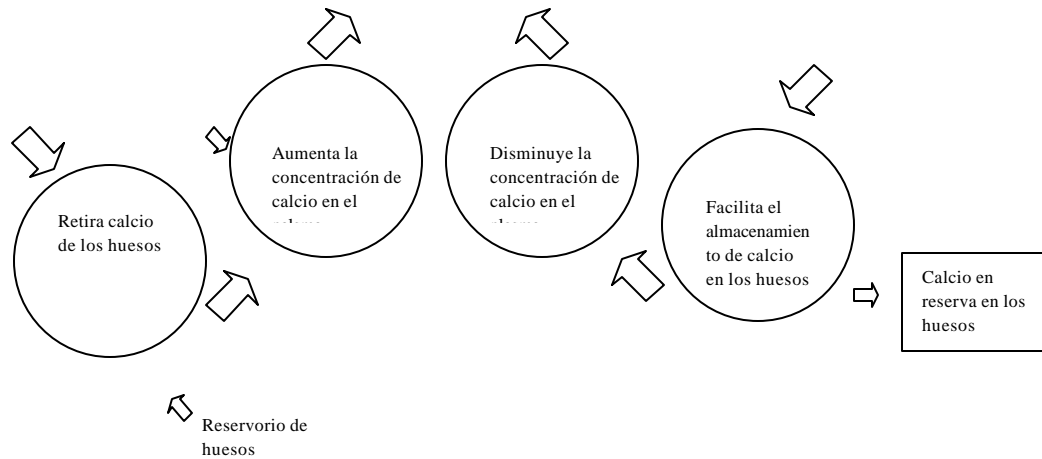 Retira calcio
de los huesos
Aumenta la
concentración de
calcio en el
Disminuye la
concentración de
calcio en el
Facilita el
almacenamien
to de calcio
en los huesos
Calcio en
reserva en los
huesos
Reservorio de
huesos